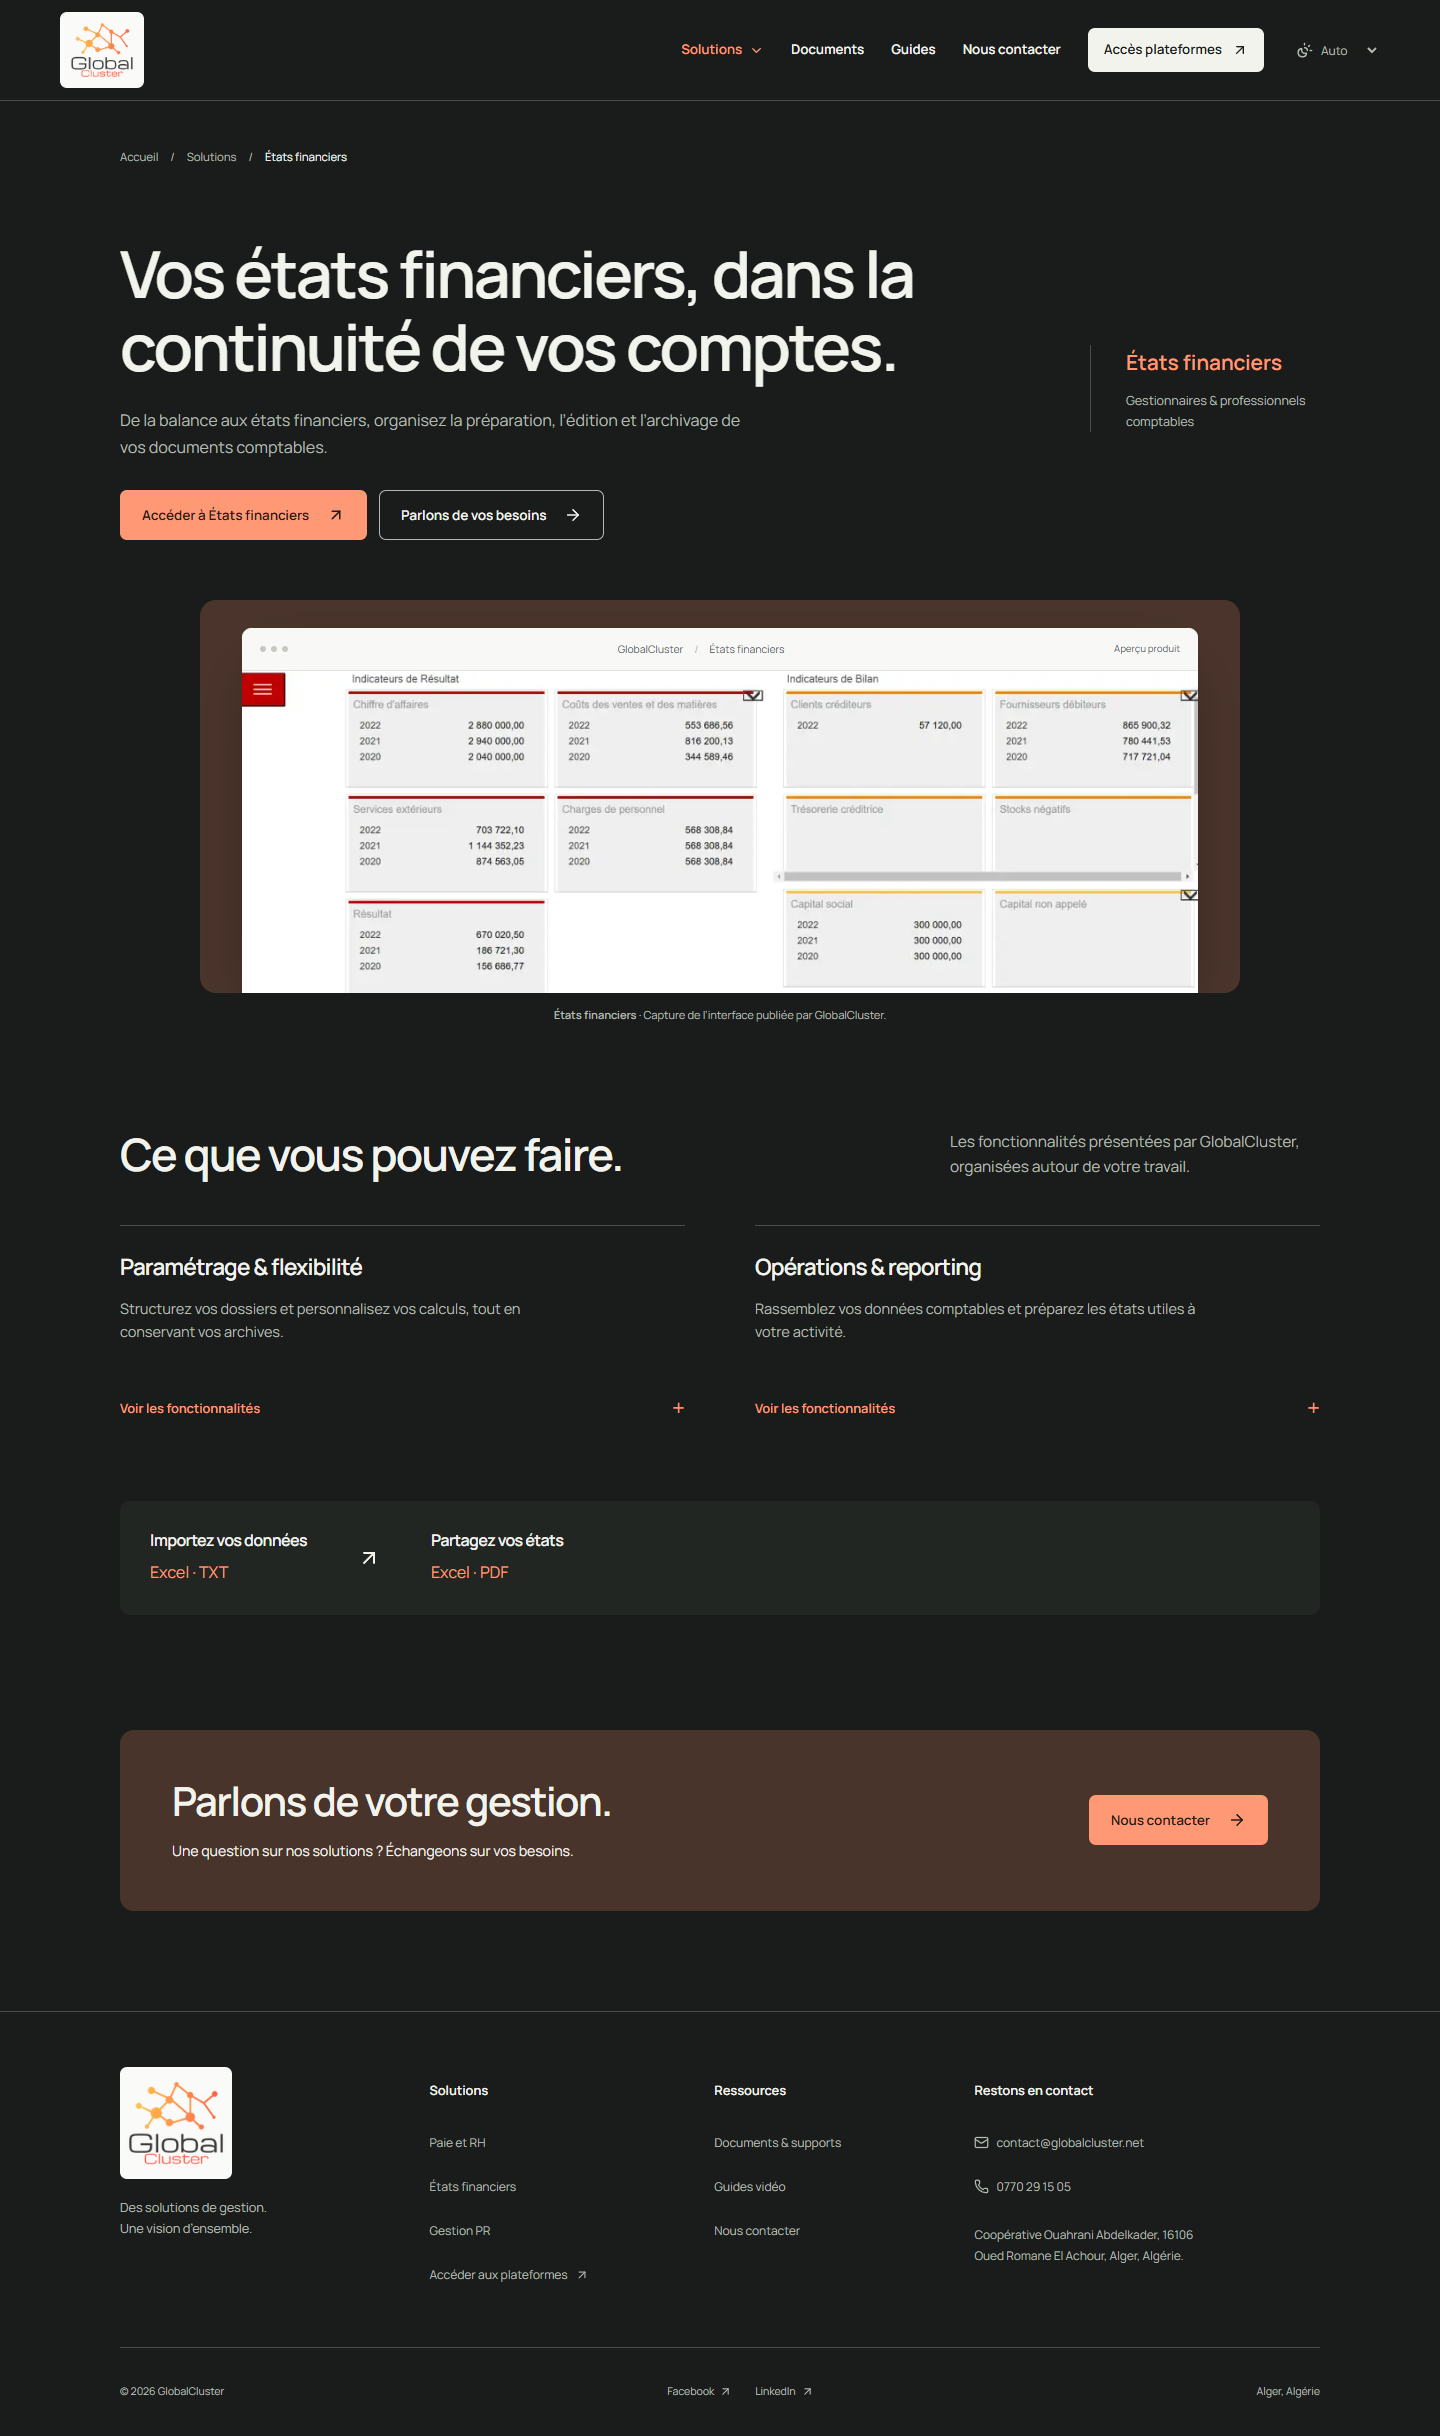 Global
Cluster
Solutions
Documents
Guides
Nous contacter
Accès plateformes
Auto
Accueil / Solutions / États financiers
Vos états financiers, dans la
continuité de vos comptes.
De la balance aux états financiers, organisez la préparation, l'édition et l'archivage de
vos documents comptables.
Accéder à États financiers
Parlons de vos besoins
États financiers
Gestionnaires & professionnels
comptables
GlobalCluster / États financiers
Aperçu produit
Indicateurs de Résultat
Chiffre d'affaires
2022 2 880 000,00
2021 2 940 000,00
2020 2 040 000,00
Coûts des ventes et des matières
2022 553 686,56
2021 816 200,13
2020 344 589,46
Services extérieurs
2022 703 722,10
2021 1 144 352,23
2020 874 563,05
Charges de personnel
2022 568 308,84
2021 568 308,84
2020 568 308,84
Résultat
2022 670 020,50
2021 186 721,30
2020 156 686,77
Indicateurs de Bilan
Clients créditeurs
2022 57 120,00
Fournisseurs débiteurs
2022 865 900,32
2021 780 441,53
2020 717 721,04
Trésorerie créditrice
Stocks négatifs
Capital social
2022 300 000,00
2021 300 000,00
2020 300 000,00
Capital non appelé
États financiers · Capture de l'interface publiée par GlobalCluster.
Ce que vous pouvez faire.
Les fonctionnalités présentées par GlobalCluster,
organisées autour de votre travail.
Paramétrage & flexibilité
Structurez vos dossiers et personnalisez vos calculs, tout en
conservant vos archives.
Voir les fonctionnalités +
Opérations & reporting
Rassemblez vos données comptables et préparez les états utiles à
votre activité.
Voir les fonctionnalités +
Importez vos données
Excel · TXT
Partagez vos états
Excel · PDF
Parlons de votre gestion.
Une question sur nos solutions ? Échangeons sur vos besoins.
Nous contacter
Global
Cluster
Des solutions de gestion.
Une vision d'ensemble.
Solutions
Paie et RH
États financiers
Gestion PR
Accéder aux plateformes
Ressources
Documents & supports
Guides vidéo
Nous contacter
Restons en contact
contact@globalcluster.net
0770 29 15 05
Coopérative Ouahrani Abdelkader, 16106
Oued Romane El Achour, Alger, Algérie.
© 2026 GlobalCluster
Facebook
LinkedIn
Alger, Algérie